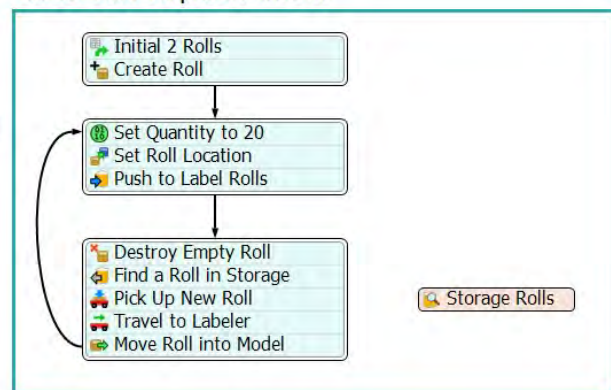 Initial 2 Rolls
Create Roll
Set Quantity to 20
Set Roll Location
Push to Label Rolls
Destroy Empty Roll
Find a Roll in Storage
Pick Up New Roll
Travel to Labeler
Move Roll into Model
Storage Rolls